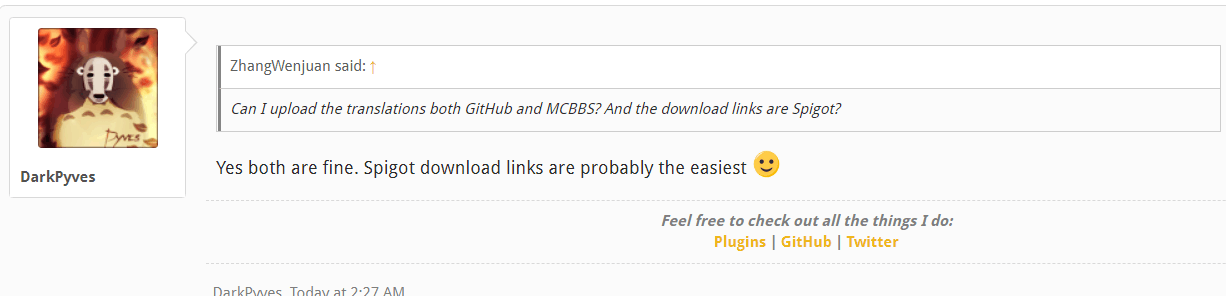 ZhangWenjuan said: ↑
Can I upload the translations both GitHub and MCBBS? And the download links are Spigot?
Yes both are fine. Spigot download links are probably the easiest
Pyves
DarkPyves
Feel free to check out all the things I do:
Plugins | GitHub | Twitter
DarkPyves, Today at 2:27 AM